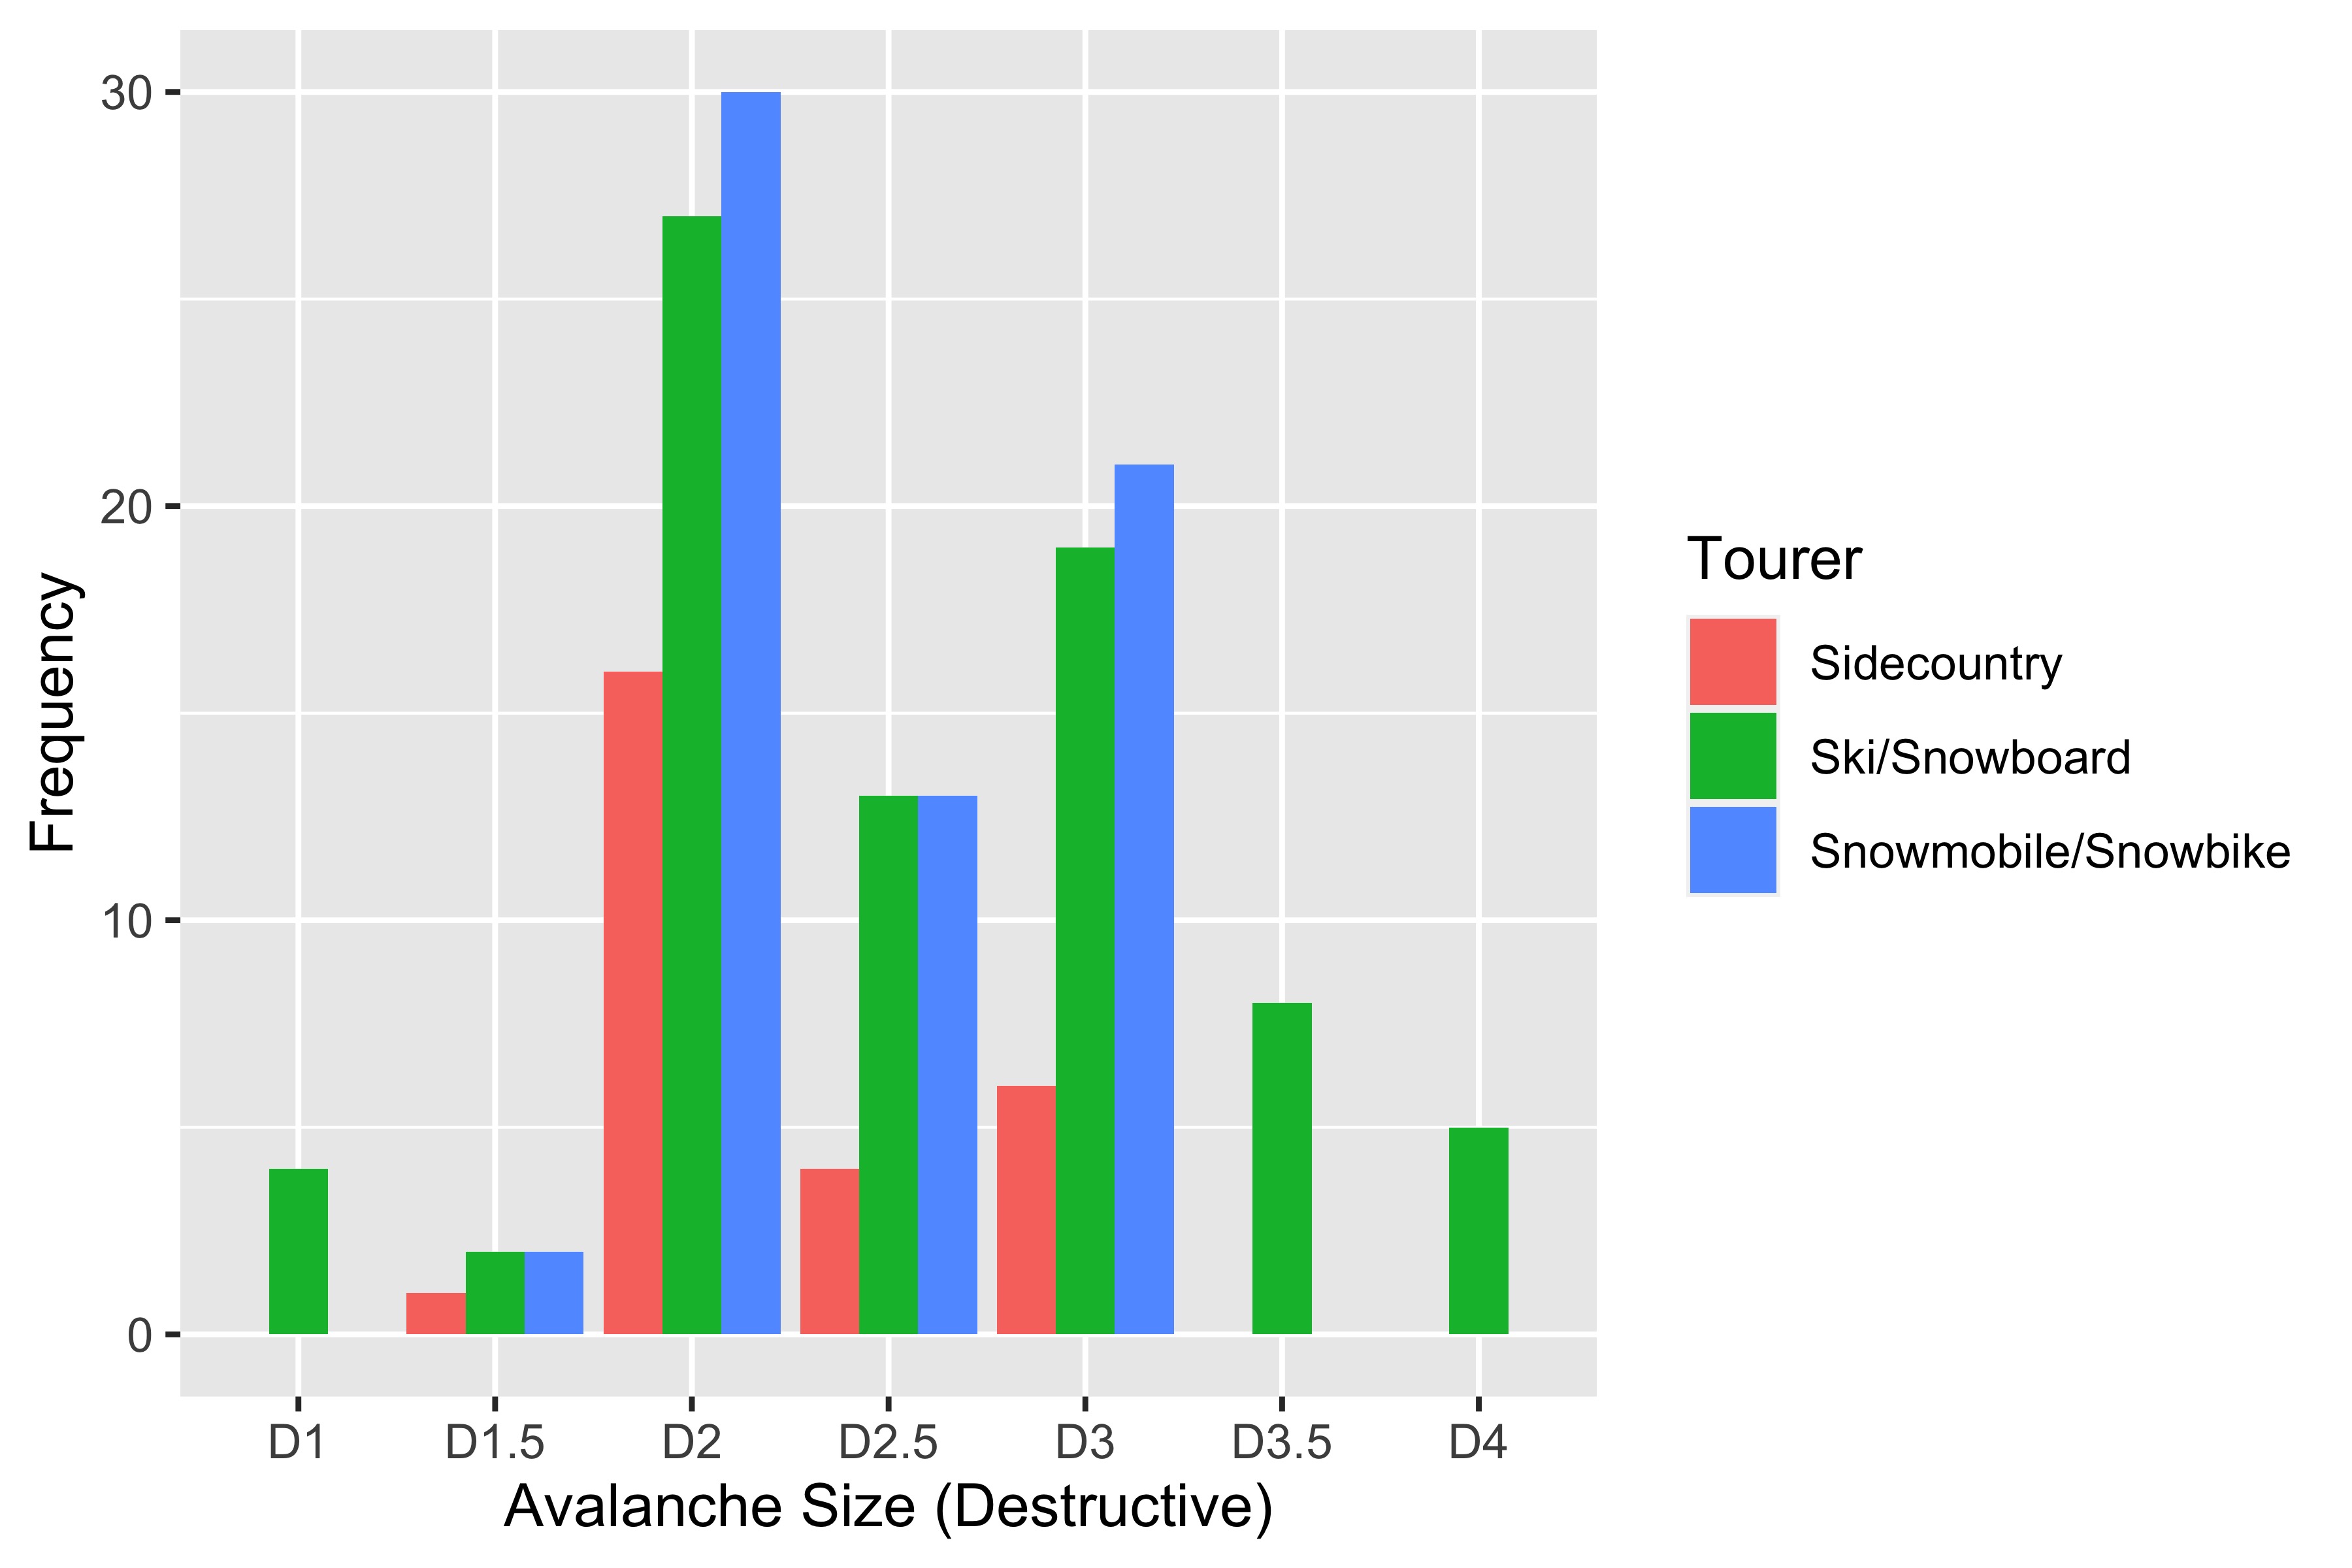 30
20
10
0
Frequency
D1 D1.5 D2 D2.5 D3 D3.5 D4
Avalanche Size (Destructive)
Tourer
Sidecountry
Ski/Snowboard
Snowmobile/Snowbike